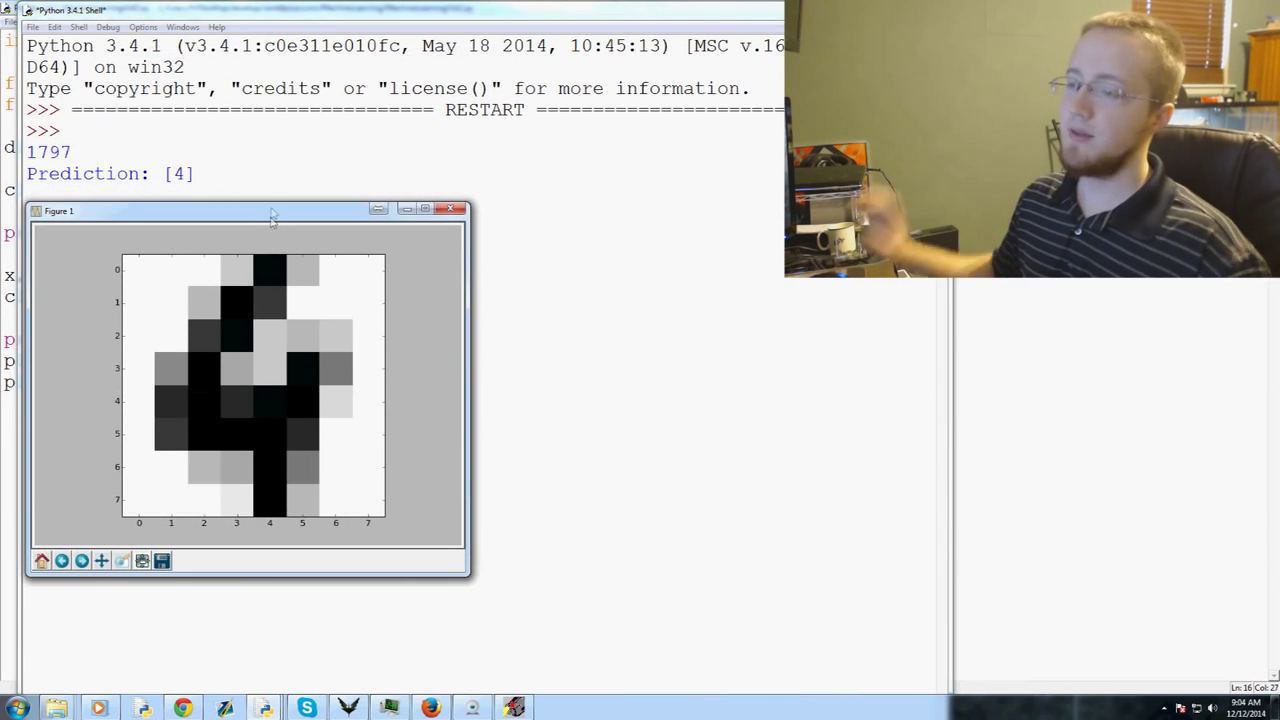 *Python 3.4.1 Shell*
File Edit Shell Debug Options Windows Help
Python 3.4.1 (v3.4.1:c0e311e010fc, May 18 2014, 10:45:13) [MSC v.16
D64)] on win32
Type "copyright", "credits" or "license()" for more information.
>>> ================================ RESTART ======================
>>>
1797
Prediction: [4]
Figure 1
0
1
2
3
4
5
6
7
0 1 2 3 4 5 6 7
Ln: 16 Col: 27
9:04 AM
12/12/2014